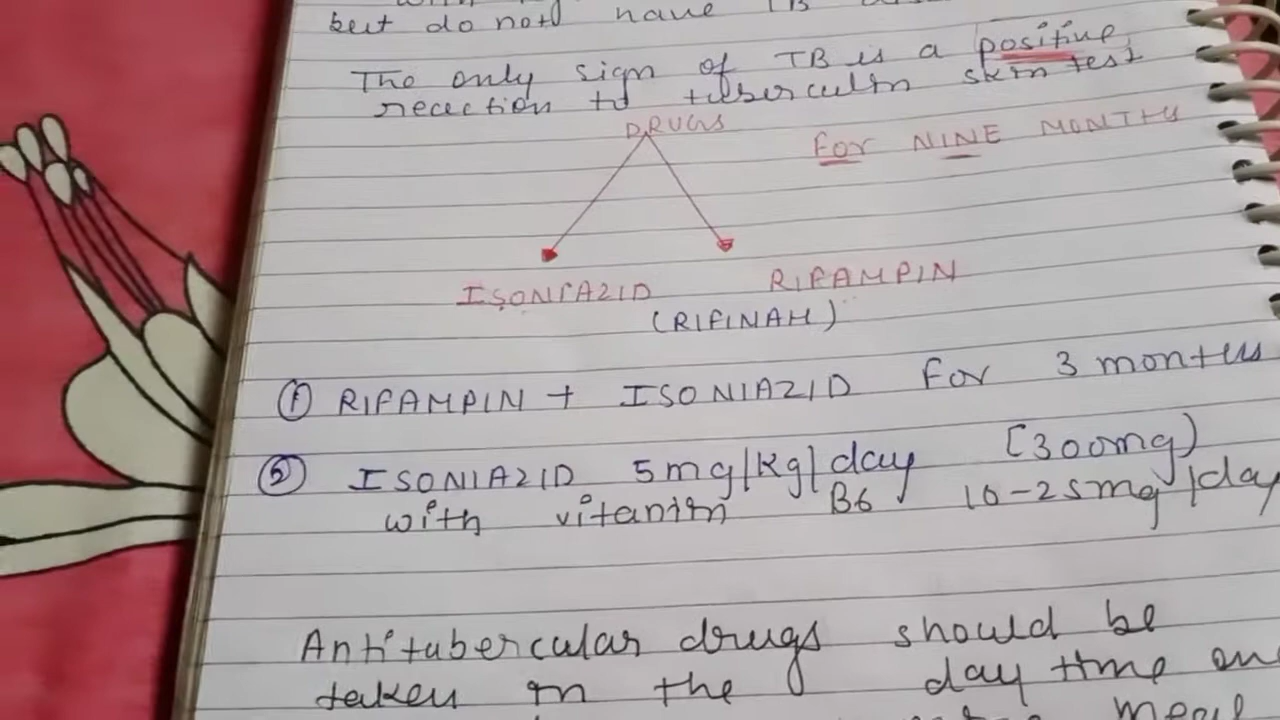 but do not have TB
The only sign of TB is a positive
reaction to tuberculin skin test
DRUGS
For NINE MONTHS
ISONIAZID RIFAMPIN
(RIFINAH)
① RIFAMPIN + ISONIAZID For 3 months
② ISONIAZID 5mg/kg/day [300mg)
with vitamin B6 10-25mg/day
Antitubercular drugs should be
taken in the day time
meal